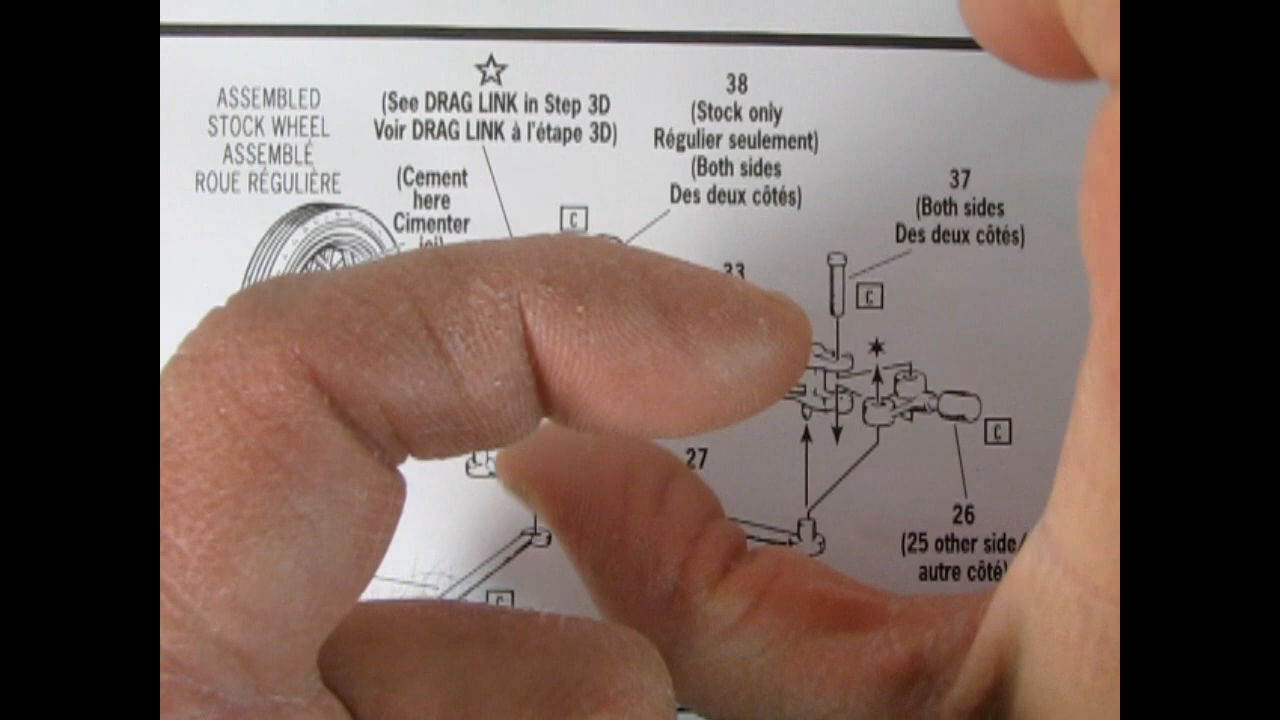 ASSEMBLED
STOCK WHEEL
ASSEMBLÉ
ROUE RÉGULIÈRE
(See DRAG LINK in Step 3D
Voir DRAG LINK à l'étape 3D)
(Cement
here
Cimenter
ici)
C
38
(Stock only
Régulier seulement)
(Both sides
Des deux côtés)
37
(Both sides
Des deux côtés)
C
33
C
27
26
(25 other side/
autre côté)
C